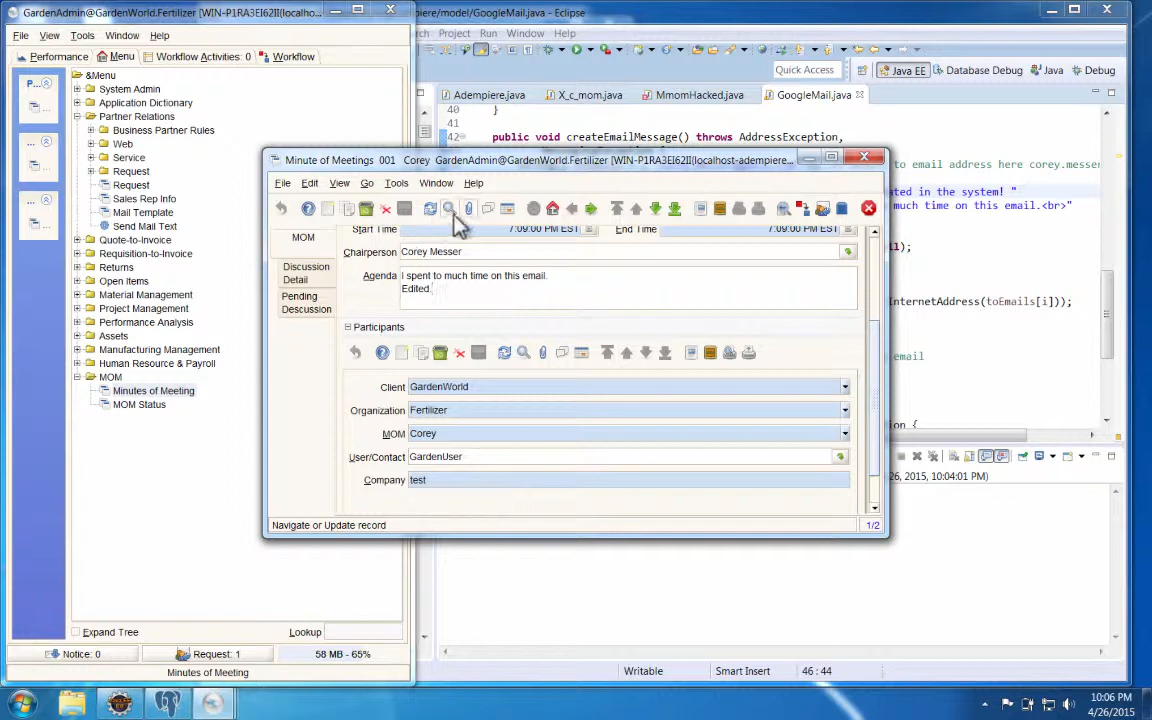 GardenAdmin@GardenWorld.Fertilizer [WIN-P1RA3EI62II{localho...
piere/model/GoogleMail.java - Eclipse
File View Tools Window Help
rch Project Run Window Help
Performance Menu Workflow Activities: 0 Workflow
Quick Access Java EE Database Debug Java Debug
P...
...
...
...
&Menu
System Admin
Application Dictionary
Partner Relations
Business Partner Rules
Web
Service
Request
Request
Sales Rep Info
Mail Template
Send Mail Text
Quote-to-Invoice
Requisition-to-Invoice
Returns
Open Items
Material Management
Project Management
Performance Analysis
Assets
Manufacturing Management
Human Resource & Payroll
MOM
Minutes of Meeting
MOM Status
Expand Tree Lookup
Notice: 0 Request: 1 58 MB - 65%
Minutes of Meeting
Adempiere.java X_c_mom.java MmomHacked.java GoogleMail.java
40 }
41
42 public void createEmailMessage() throws AddressException,
to email address here corey.messer
ated in the system! "
much time on this email.<br>"
l);
InternetAddress(toEmails[i]));
email
ption {
26, 2015, 10:04:01 PM)
Minute of Meetings 001 Corey GardenAdmin@GardenWorld.Fertilizer [WIN-P1RA3EI62II{localhost-adempiere...
File Edit View Go Tools Window Help
MOM
Discussion Detail
Pending Descussion
Start Time 7:09:00 PM EST End Time 7:09:00 PM EST
Chairperson Corey Messer
Agenda I spent to much time on this email.
Edited.
Participants
Client GardenWorld
Organization Fertilizer
MOM Corey
User/Contact GardenUser
Company test
Navigate or Update record 1/2
Writable Smart Insert 46 : 44
10:06 PM
4/26/2015